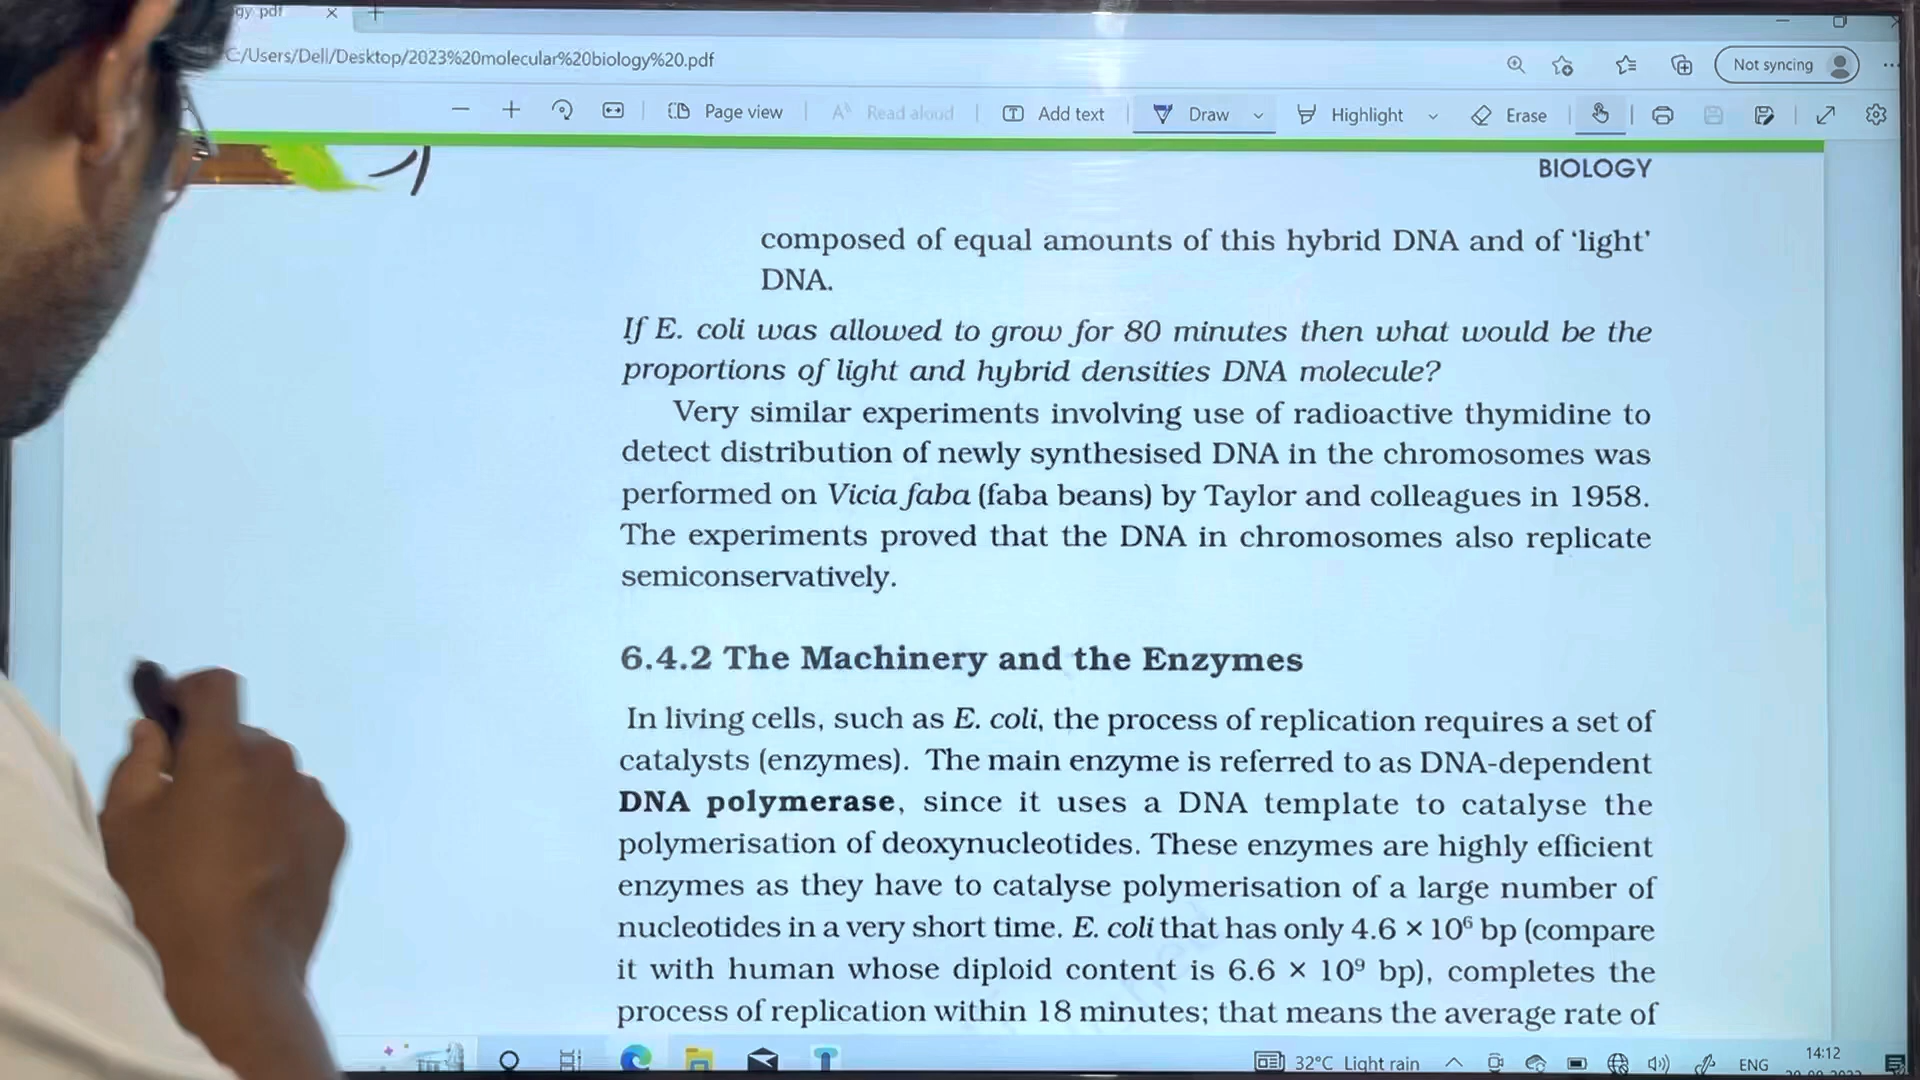 gy pdf
C:/Users/Dell/Desktop/2023%20molecular%20biology%20.pdf
Not syncing
Page view
Read aloud
Add text
Draw
Highlight
Erase
BIOLOGY
composed of equal amounts of this hybrid DNA and of ‘light’
DNA.
If E. coli was allowed to grow for 80 minutes then what would be the
proportions of light and hybrid densities DNA molecule?
Very similar experiments involving use of radioactive thymidine to
detect distribution of newly synthesised DNA in the chromosomes was
performed on Vicia faba (faba beans) by Taylor and colleagues in 1958.
The experiments proved that the DNA in chromosomes also replicate
semiconservatively.
6.4.2 The Machinery and the Enzymes
In living cells, such as E. coli, the process of replication requires a set of
catalysts (enzymes). The main enzyme is referred to as DNA-dependent
DNA polymerase, since it uses a DNA template to catalyse the
polymerisation of deoxynucleotides. These enzymes are highly efficient
enzymes as they have to catalyse polymerisation of a large number of
nucleotides in a very short time. E. coli that has only 4.6 × 10⁶ bp (compare
it with human whose diploid content is 6.6 × 10⁹ bp), completes the
process of replication within 18 minutes; that means the average rate of
32°C Light rain
ENG
14:12